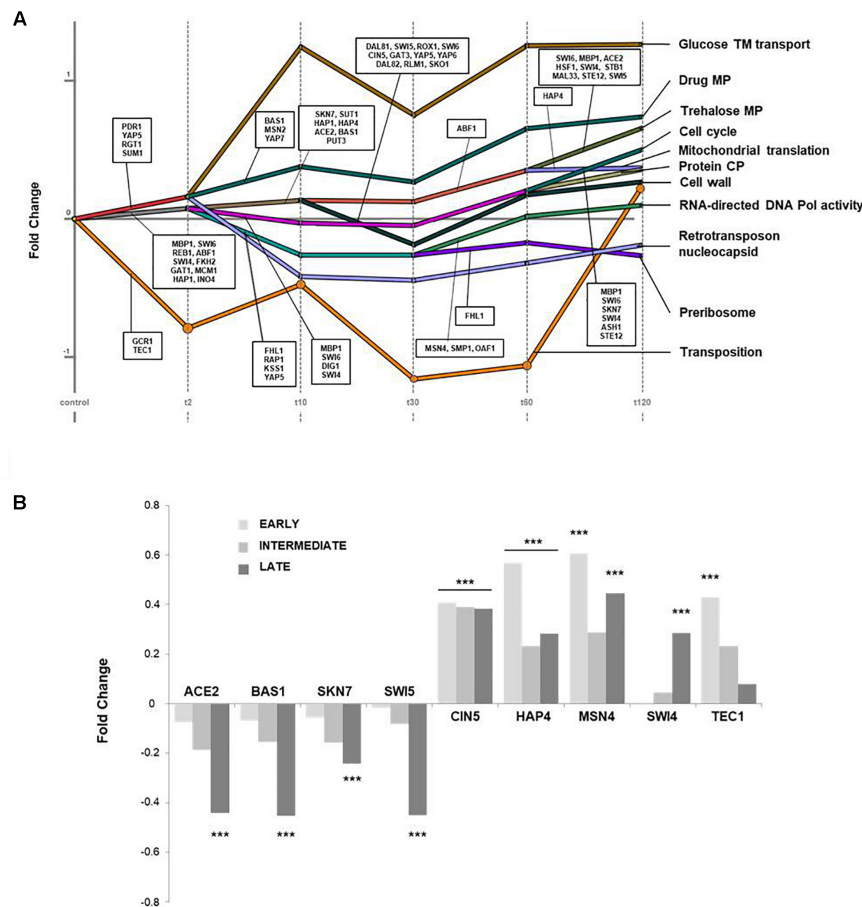 A
Fold Change
1
0
-1
control
t2
t10
t30
t60
t120
PDR1
YAP5
RGT1
SUM1
BAS1
MSN2
YAP7
SKN7, SUT1
HAP1, HAP4
ACE2, BAS1
PUT3
DAL81, SWI5, ROX1, SWI6
CIN5, GAT3, YAP5, YAP6
DAL82, RLM1, SKO1
ABF1
HAP4
SWI6, MBP1, ACE2
HSF1, SWI4, STB1
MAL33, STE12, SWI5
MBP1, SWI6
REB1, ABF1
SWI4, FKH2
GAT1, MCM1
HAP1, INO4
GCR1
TEC1
FHL1
RAP1
KSS1
YAP5
MBP1
SWI6
DIG1
SWI4
FHL1
MSN4, SMP1, OAF1
MBP1
SWI6
SKN7
SWI4
ASH1
STE12
Glucose TM transport
Drug MP
Trehalose MP
Cell cycle
Mitochondrial translation
Protein CP
Cell wall
RNA-directed DNA Pol activity
Retrotransposon
nucleocapsid
Preribosome
Transposition
B
Fold Change
0.8
0.6
0.4
0.2
0
-0.2
-0.4
-0.6
-0.8
EARLY
INTERMEDIATE
LATE
ACE2
BAS1
SKN7
SWI5
CIN5
HAP4
MSN4
SWI4
TEC1
***
***
***
***
***
***
***
***
***
***